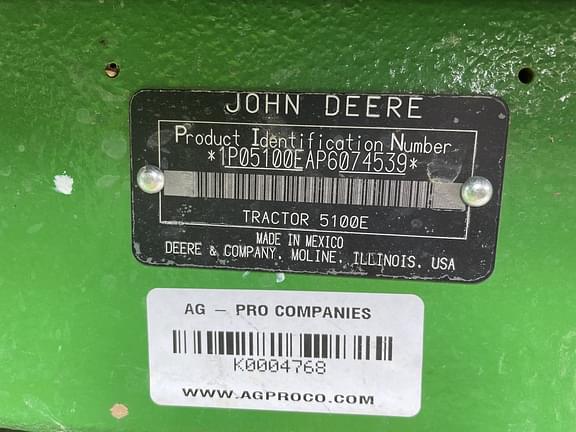 JOHN DEERE
Product Identification Number
*1P05100EAP6074539*
TRACTOR 5100E
MADE IN MEXICO
DEERE & COMPANY, MOLINE, ILLINOIS, USA
AG - PRO COMPANIES
K0004768
WWW.AGPROCO.COM